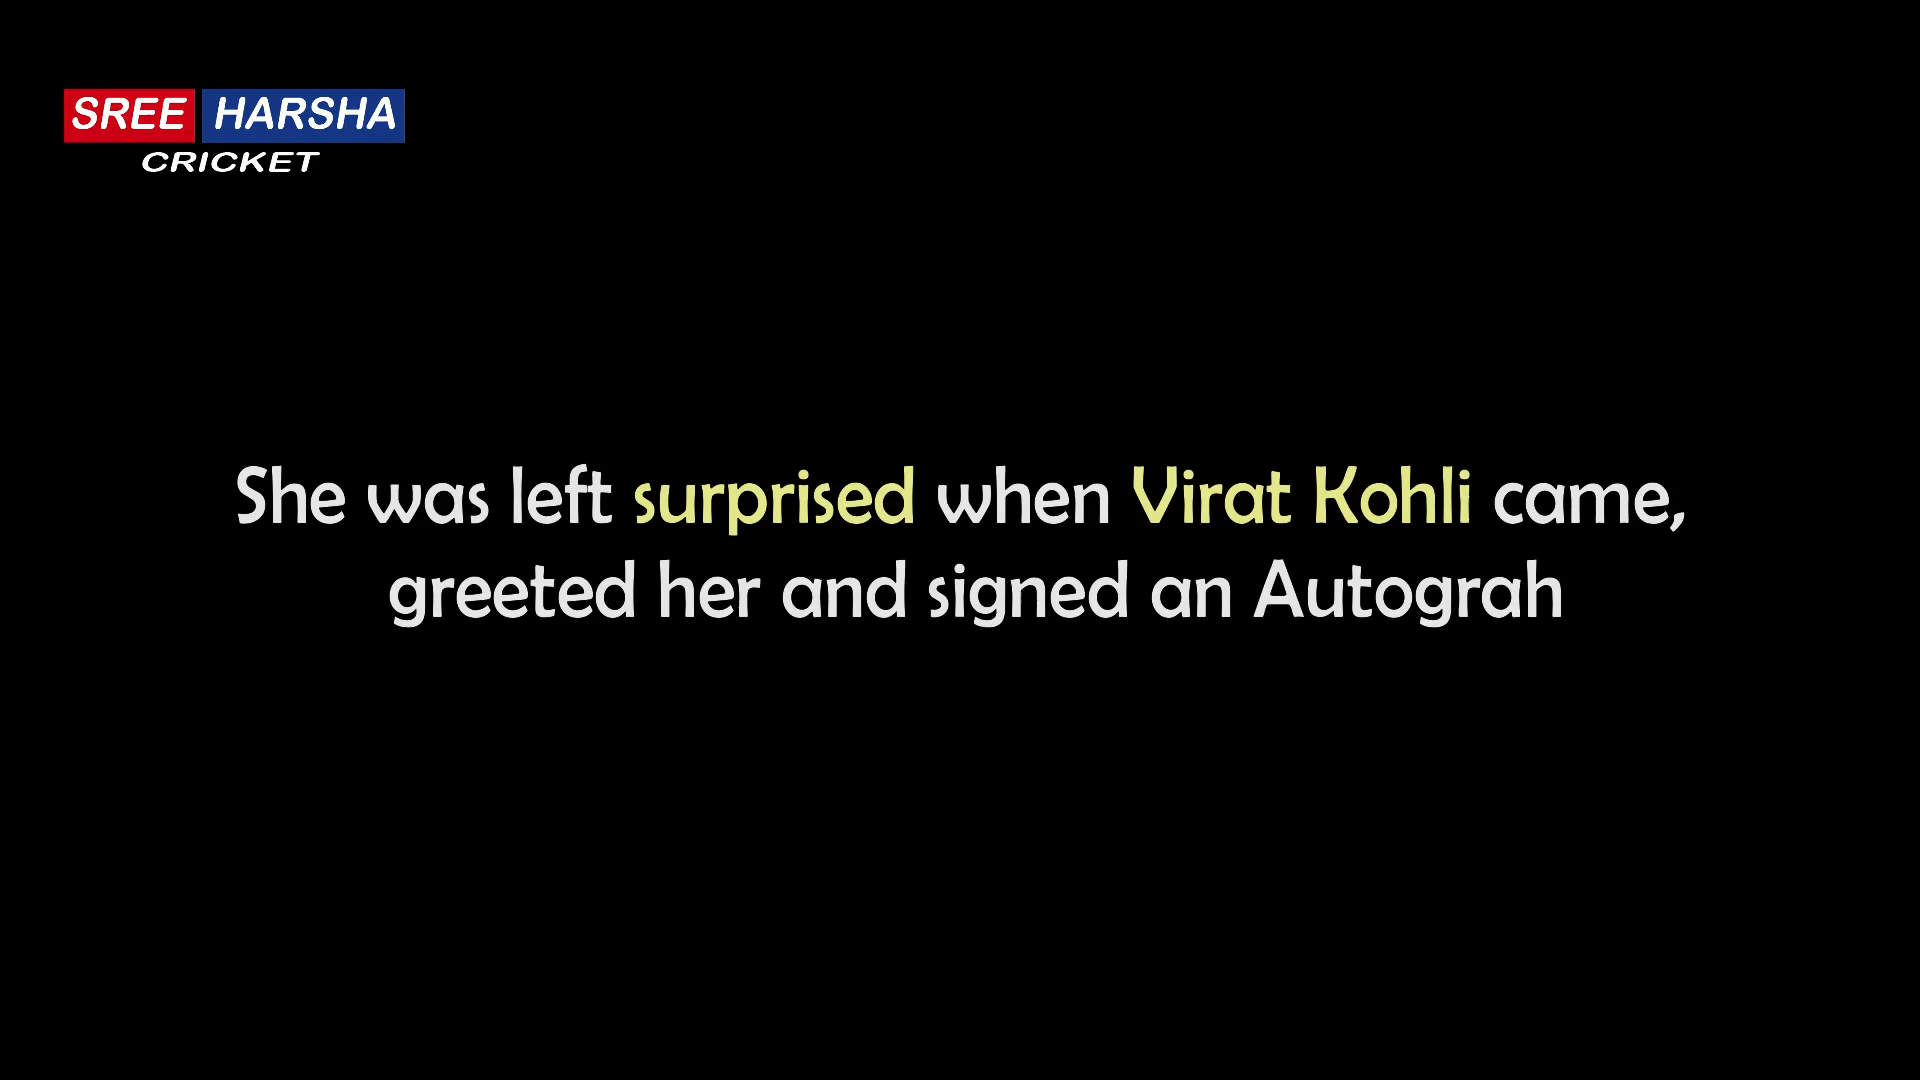 SREE HARSHA
CRICKET
She was left surprised when Virat Kohli came,
greeted her and signed an Autograh